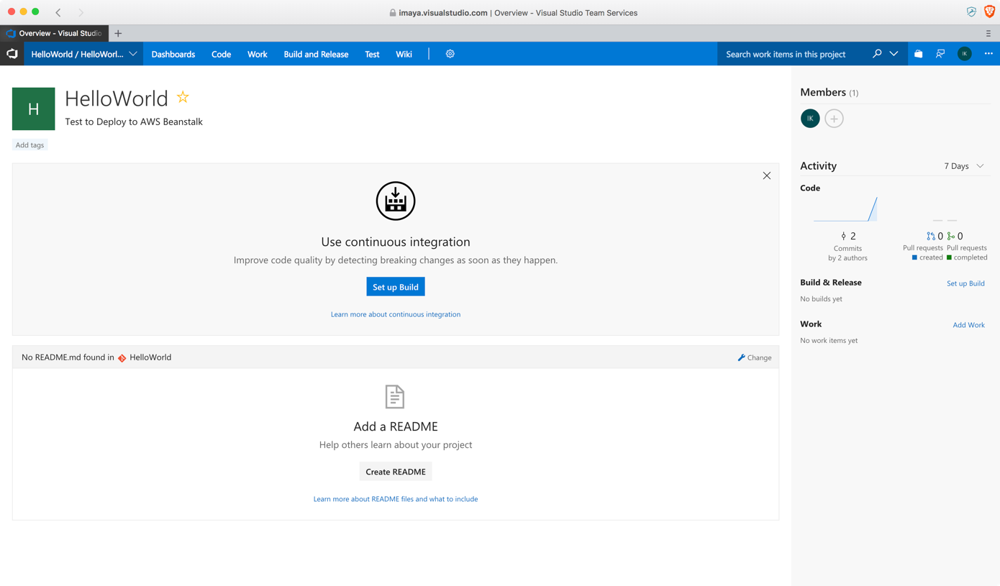 imaya.visualstudio.com | Overview - Visual Studio Team Services
Overview - Visual Studio
HelloWorld / HelloWorl... Dashboards Code Work Build and Release Test Wiki Search work items in this project IK
H
HelloWorld
Test to Deploy to AWS Beanstalk
Add tags
Use continuous integration
Improve code quality by detecting breaking changes as soon as they happen.
Set up Build
Learn more about continuous integration
No README.md found in HelloWorld
Change
Add a README
Help others learn about your project
Create README
Learn more about README files and what to include
Members (1)
IK
Activity 7 Days
Code
2
Commits
by 2 authors
0 0
Pull requests Pull requests
created completed
Build & Release Set up Build
No builds yet
Work Add Work
No work items yet